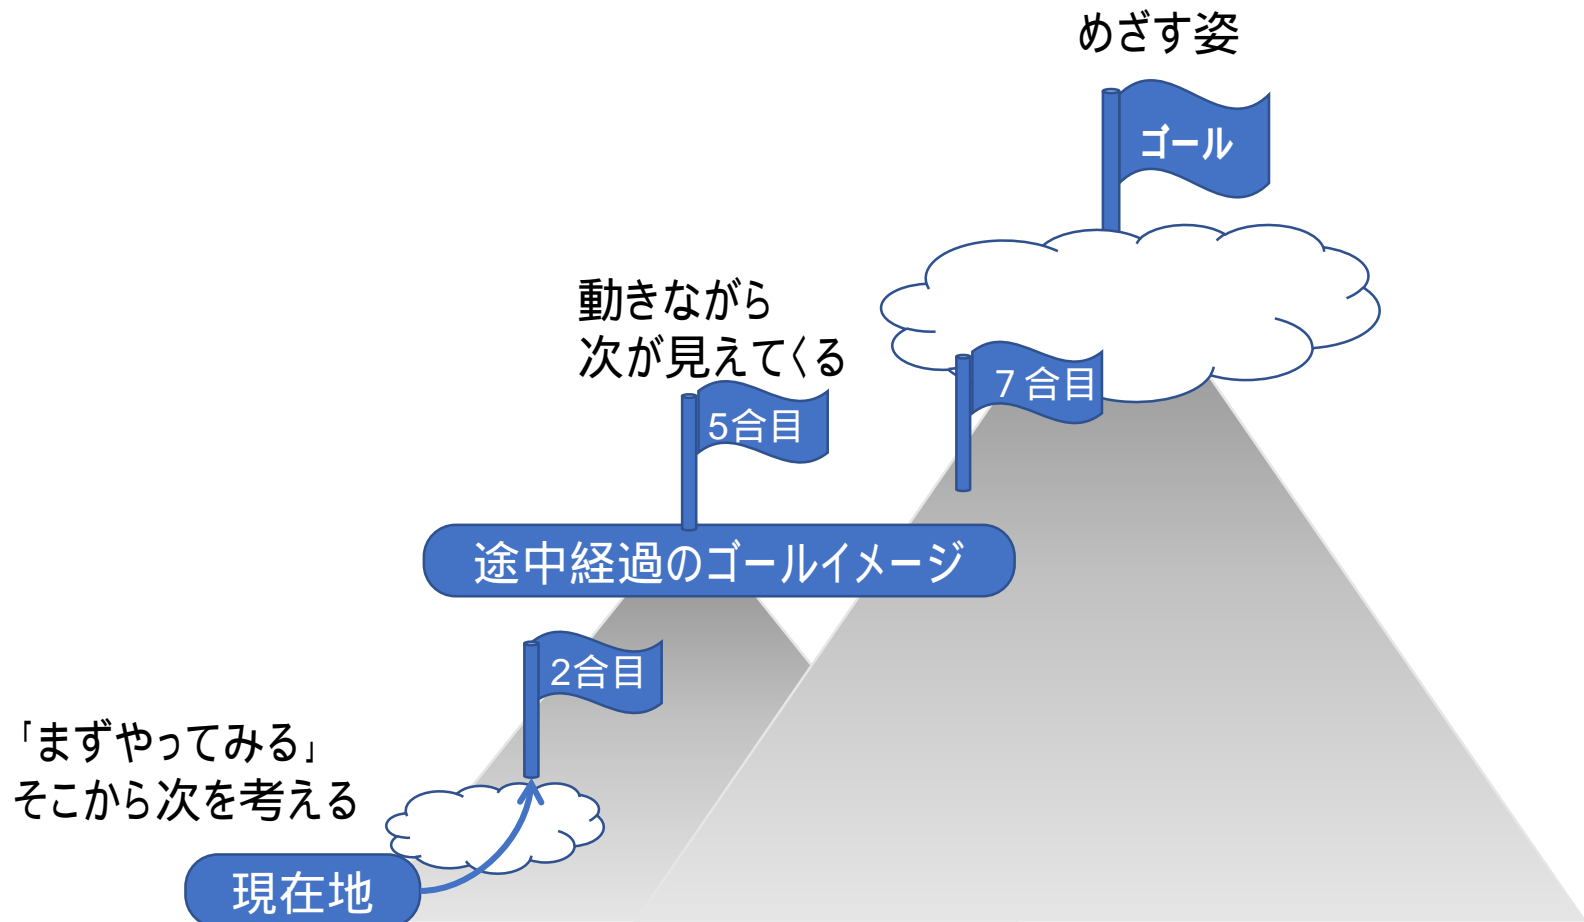 めざす姿
ゴール
動きながら
次が見えてくる
7合目
5合目
途中経過のゴールイメージ
2合目
「まずやってみる」
そこから次を考える
現在地